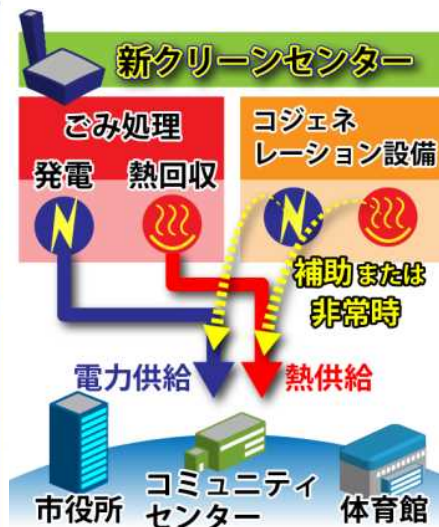 新クリーンセンター
ごみ処理
発電 熱回収
コジェネ
レーション設備
補助または
非常時
電力供給 熱供給
市役所
コミュニティ
センター
体育館